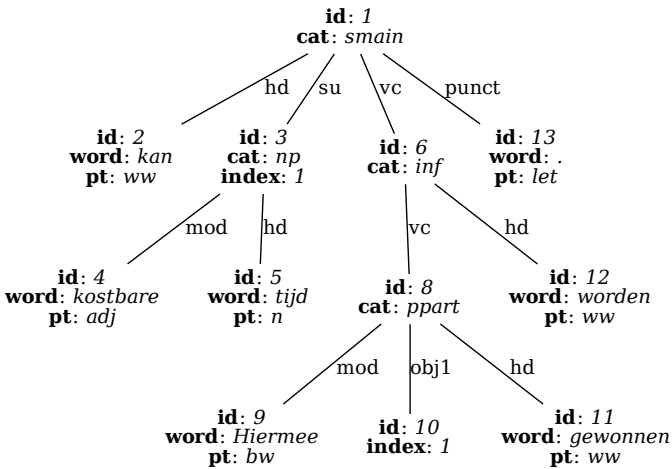 id: 1
cat: smain
hd su vc punct
id: 2
word: kan
pt: ww
id: 3
cat: np
index: 1
id: 6
cat: inf
id: 13
word: .
pt: let
mod hd vc hd
id: 4
word: kostbare
pt: adj
id: 5
word: tijd
pt: n
id: 8
cat: ppart
id: 12
word: worden
pt: ww
mod obj1 hd
id: 9
word: Hiermee
pt: bw
id: 10
index: 1
id: 11
word: gewonnen
pt: ww